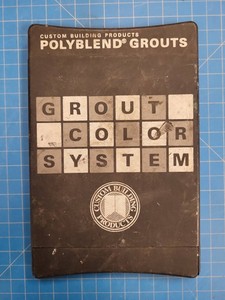 CUSTOM BUILDING PRODUCTS
POLYBLEND® GROUTS
GROUT
COLOR
SYSTEM
CUSTOM BUILDING
PRODUCTS